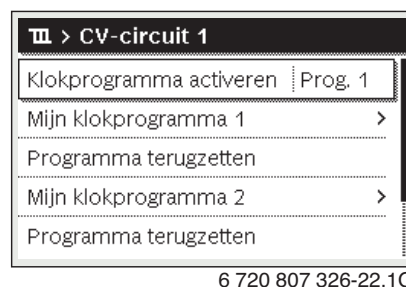 > CV-circuit 1
Klokprogramma activeren Prog. 1
Mijn klokprogramma 1 >
Programma terugzetten
Mijn klokprogramma 2 >
Programma terugzetten
6 720 807 326-22.1O